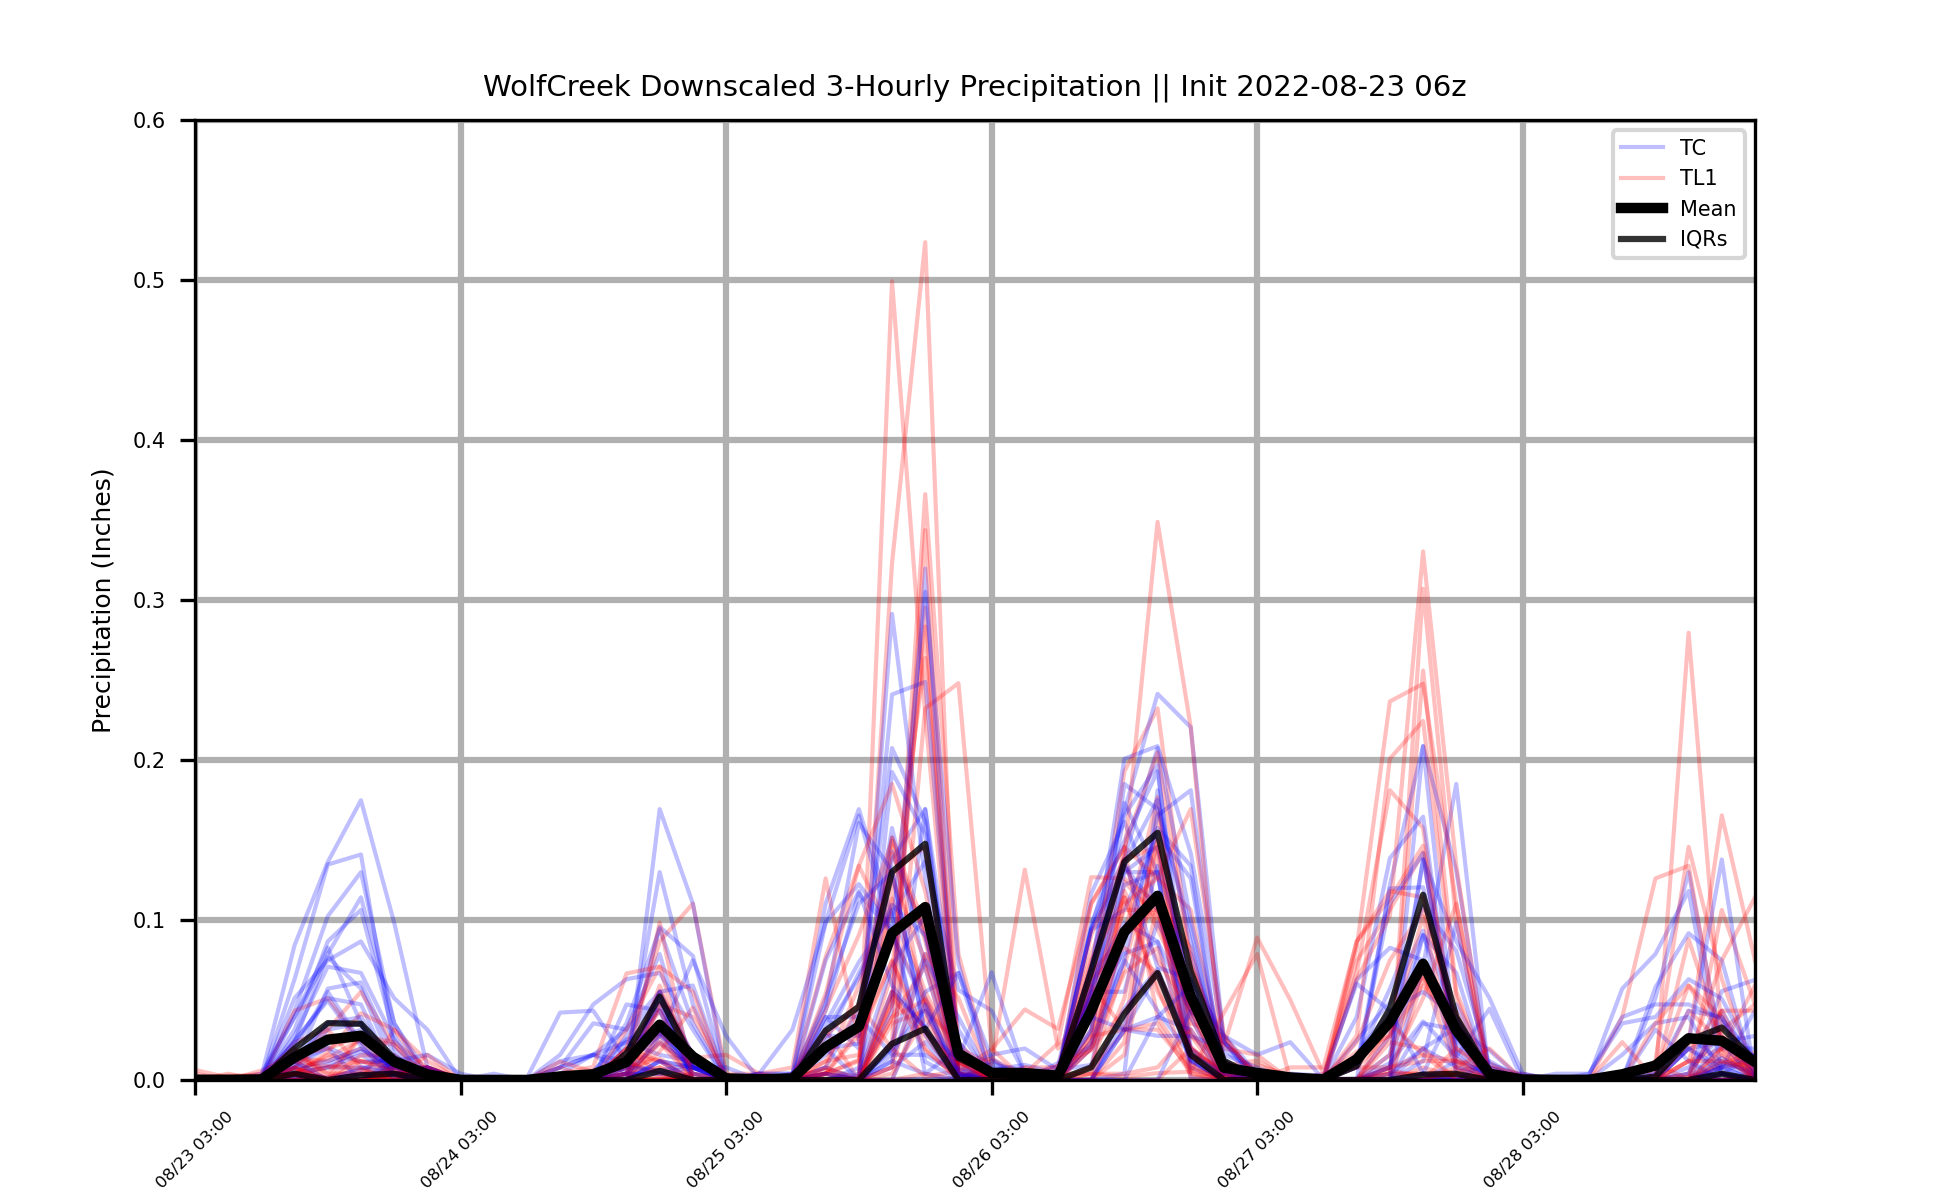 WolfCreek Downscaled 3-Hourly Precipitation || Init 2022-08-23 06z
Precipitation (Inches)
0.6
0.5
0.4
0.3
0.2
0.1
0.0
TC
TL1
Mean
IQRs
08/23 03:00
08/24 03:00
08/25 03:00
08/26 03:00
08/27 03:00
08/28 03:00